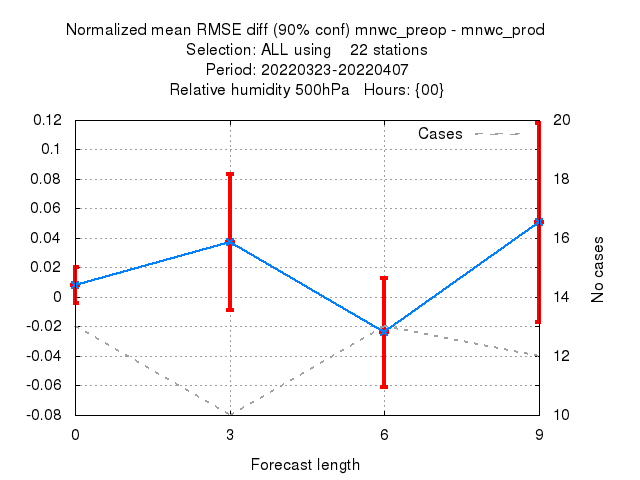 Normalized mean RMSE diff (90% conf) mnwc_preop - mnwc_prod
Selection: ALL using    22 stations
Period: 20220323-20220407
Relative humidity 500hPa   Hours: {00}
Cases
0.12
0.1
0.08
0.06
0.04
0.02
0
-0.02
-0.04
-0.06
-0.08
20
18
16
14
12
10
No cases
0 3 6 9
Forecast length